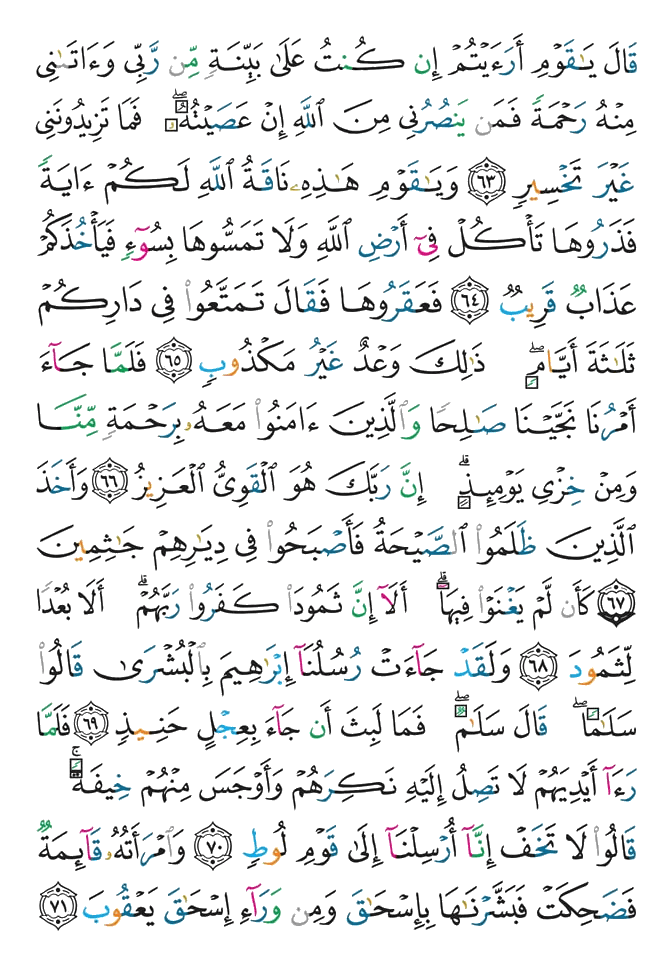 قَالَ يَـٰقَوْمِ أَرَءَيْتُمْ إِن كُنتُ عَلَىٰ بَيِّنَةٍ مِّن رَّبِّى وَءَاتَىٰنِى
مِنْهُ رَحْمَةً فَمَن يَنصُرُنِى مِنَ ٱللَّهِ إِنْ عَصَيْتُهُۥ ۖ فَمَا تَزِيدُونَنِى
غَيْرَ تَخْسِيرٍ ﴿٦٣﴾ وَيَـٰقَوْمِ هَـٰذِهِۦ نَاقَةُ ٱللَّهِ لَكُمْ ءَايَةً
فَذَرُوهَا تَأْكُلْ فِىٓ أَرْضِ ٱللَّهِ وَلَا تَمَسُّوهَا بِسُوٓءٍ فَيَأْخُذَكُمْ
عَذَابٌ قَرِيبٌ ﴿٦٤﴾ فَعَقَرُوهَا فَقَالَ تَمَتَّعُوا۟ فِى دَارِكُمْ
ثَلَـٰثَةَ أَيَّامٍ ۖ ذَٰلِكَ وَعْدٌ غَيْرُ مَكْذُوبٍ ﴿٦٥﴾ فَلَمَّا جَآءَ
أَمْرُنَا نَجَّيْنَا صَـٰلِحًا وَٱلَّذِينَ ءَامَنُوا۟ مَعَهُۥ بِرَحْمَةٍ مِّنَّا
وَمِنْ خِزْىِ يَوْمِئِذٍ ۗ إِنَّ رَبَّكَ هُوَ ٱلْقَوِىُّ ٱلْعَزِيزُ ﴿٦٦﴾ وَأَخَذَ
ٱلَّذِينَ ظَلَمُوا۟ ٱلصَّيْحَةُ فَأَصْبَحُوا۟ فِى دِيَـٰرِهِمْ جَـٰثِمِينَ
﴿٦٧﴾ كَأَن لَّمْ يَغْنَوْا۟ فِيهَآ ۗ أَلَآ إِنَّ ثَمُودَا۟ كَفَرُوا۟ رَبَّهُمْ ۗ أَلَا بُعْدًا
لِّثَمُودَ ﴿٦٨﴾ وَلَقَدْ جَآءَتْ رُسُلُنَآ إِبْرَٰهِيمَ بِٱلْبُشْرَىٰ قَالُوا۟
سَلَـٰمًا ۖ قَالَ سَلَـٰمٌ ۖ فَمَا لَبِثَ أَن جَآءَ بِعِجْلٍ حَنِيذٍ ﴿٦٩﴾ فَلَمَّا
رَءَآ أَيْدِيَهُمْ لَا تَصِلُ إِلَيْهِ نَكِرَهُمْ وَأَوْجَسَ مِنْهُمْ خِيفَةً ۚ
قَالُوا۟ لَا تَخَفْ إِنَّآ أُرْسِلْنَآ إِلَىٰ قَوْمِ لُوطٍ ﴿٧٠﴾ وَٱمْرَأَتُهُۥ قَآئِمَةٌ
فَضَحِكَتْ فَبَشَّرْنَـٰهَا بِإِسْحَـٰقَ وَمِن وَرَآءِ إِسْحَـٰقَ يَعْقُوبَ ﴿٧١﴾